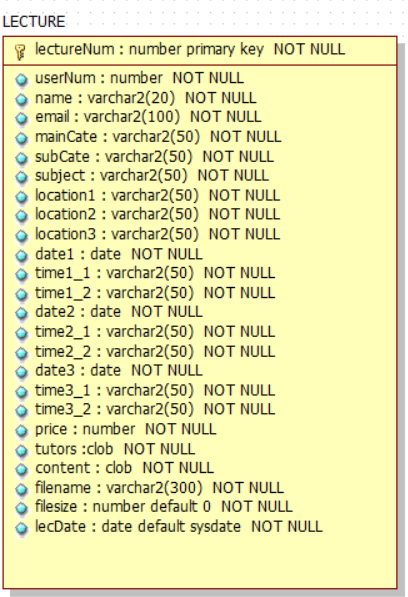 LECTURE
lectureNum : number primary key NOT NULL
userNum : number NOT NULL
name : varchar2(20) NOT NULL
email : varchar2(100) NOT NULL
mainCate : varchar2(50) NOT NULL
subCate : varchar2(50) NOT NULL
subject : varchar2(50) NOT NULL
location1 : varchar2(50) NOT NULL
location2 : varchar2(50) NOT NULL
location3 : varchar2(50) NOT NULL
date1 : date NOT NULL
time1_1 : varchar2(50) NOT NULL
time1_2 : varchar2(50) NOT NULL
date2 : date NOT NULL
time2_1 : varchar2(50) NOT NULL
time2_2 : varchar2(50) NOT NULL
date3 : date NOT NULL
time3_1 : varchar2(50) NOT NULL
time3_2 : varchar2(50) NOT NULL
price : number NOT NULL
tutors :clob NOT NULL
content : clob NOT NULL
filename : varchar2(300) NOT NULL
filesize : number default 0 NOT NULL
lecDate : date default sysdate NOT NULL